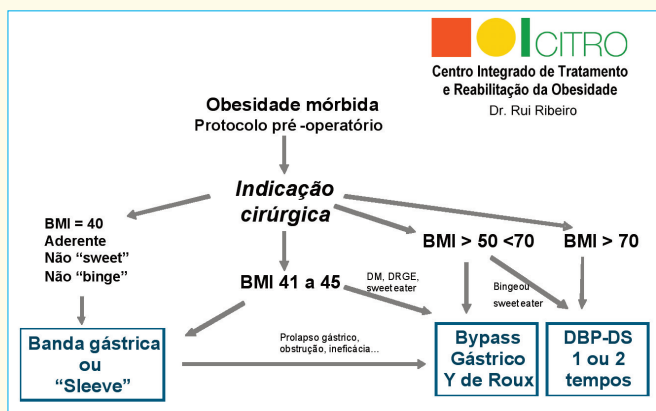 CITRO
Centro Integrado de Tratamento
e Reabilitação da Obesidade
Dr. Rui Ribeiro
Obesidade mórbida
Protocolo pré -operatório
Indicação
cirúrgica
BMI = 40
Aderente
Não “sweet”
Não “binge”
BMI 41 a 45
DM, DRGE,
sweet eater
BMI > 50 <70
BMI > 70
Binge ou
sweet eater
Banda gástrica
ou
“Sleeve”
Prolapso gástrico,
obstrução, ineficácia...
Bypass
Gástrico
Y de Roux
DBP-DS
1 ou 2
tempos